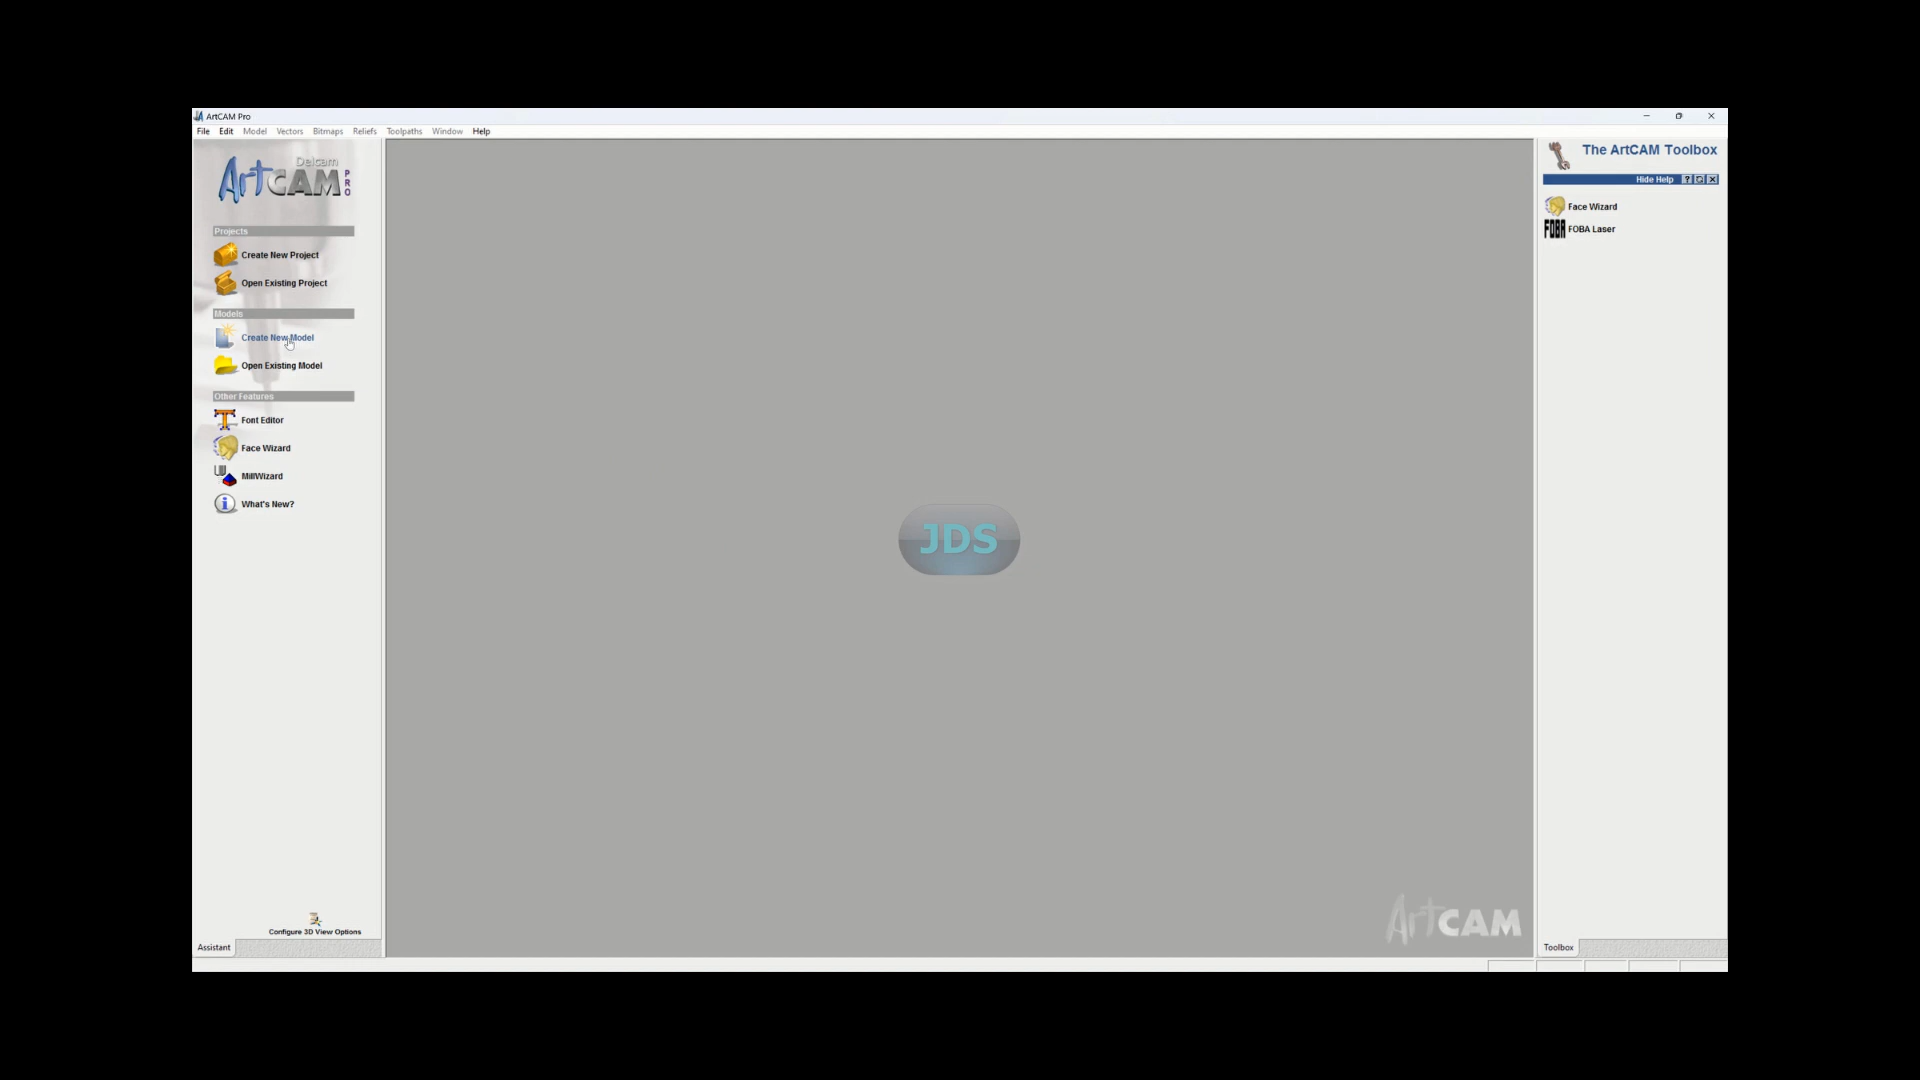 ArtCAM Pro
File Edit Model Vectors Bitmaps Reliefs Toolpaths Window Help
Delcam
ArtCAM PRO
Projects
Create New Project
Open Existing Project
Models
Create New Model
Open Existing Model
Other Features
Font Editor
Face Wizard
MillWizard
What's New?
Configure 3D View Options
Assistant
JDS
ArtCAM
The ArtCAM Toolbox
Hide Help ?
Face Wizard
FOBA FOBA Laser
Toolbox